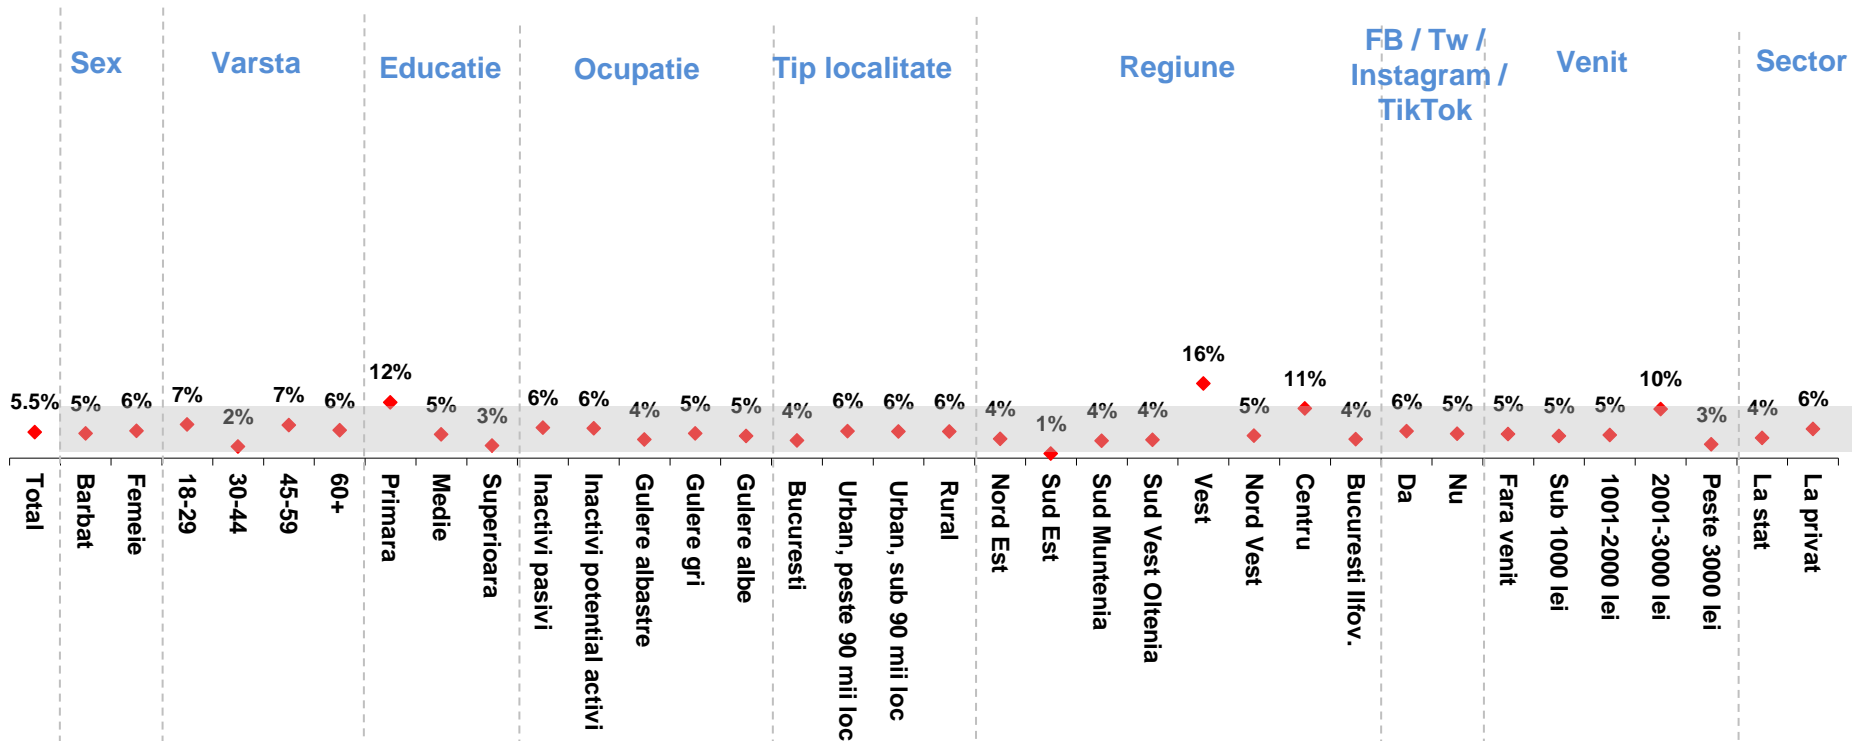 Sex
Varsta
Educatie
Ocupatie
Tip localitate
Regiune
FB / Tw /
Instagram /
TikTok
Venit
Sector
5.5%
5%
6%
7%
2%
7%
6%
12%
5%
3%
6%
6%
4%
5%
5%
4%
6%
6%
6%
4%
1%
4%
4%
16%
5%
11%
4%
6%
5%
5%
5%
5%
10%
3%
4%
6%
Total
Barbat
Femeie
18-29
30-44
45-59
60+
Primara
Medie
Superioara
Inactivi pasivi
Inactivi potential activi
Gulere albastre
Gulere gri
Gulere albe
Bucuresti
Urban, peste 90 mii loc
Urban, sub 90 mii loc
Rural
Nord Est
Sud Est
Sud Muntenia
Sud Vest Oltenia
Vest
Nord Vest
Centru
Bucuresti Ilfov.
Da
Nu
Fara venit
Sub 1000 lei
1001-2000 lei
2001-3000 lei
Peste 3000 lei
La stat
La privat